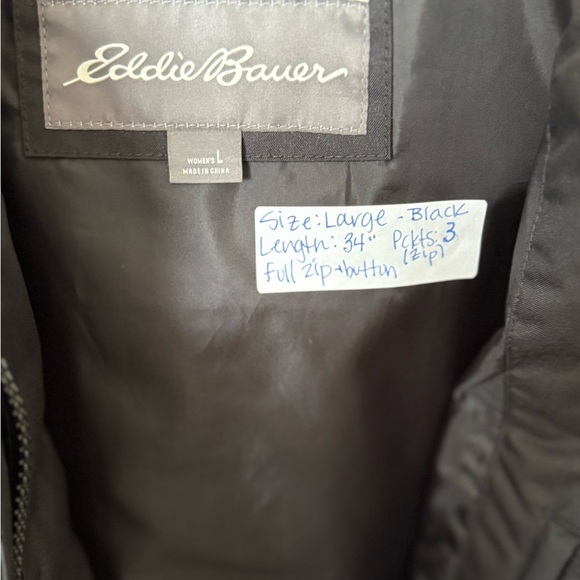 Eddie Bauer
WOMEN'S L
MADE IN CHINA
Size: Large - Black
Length: 34" Pckts: 3
Full zip + button (zip)